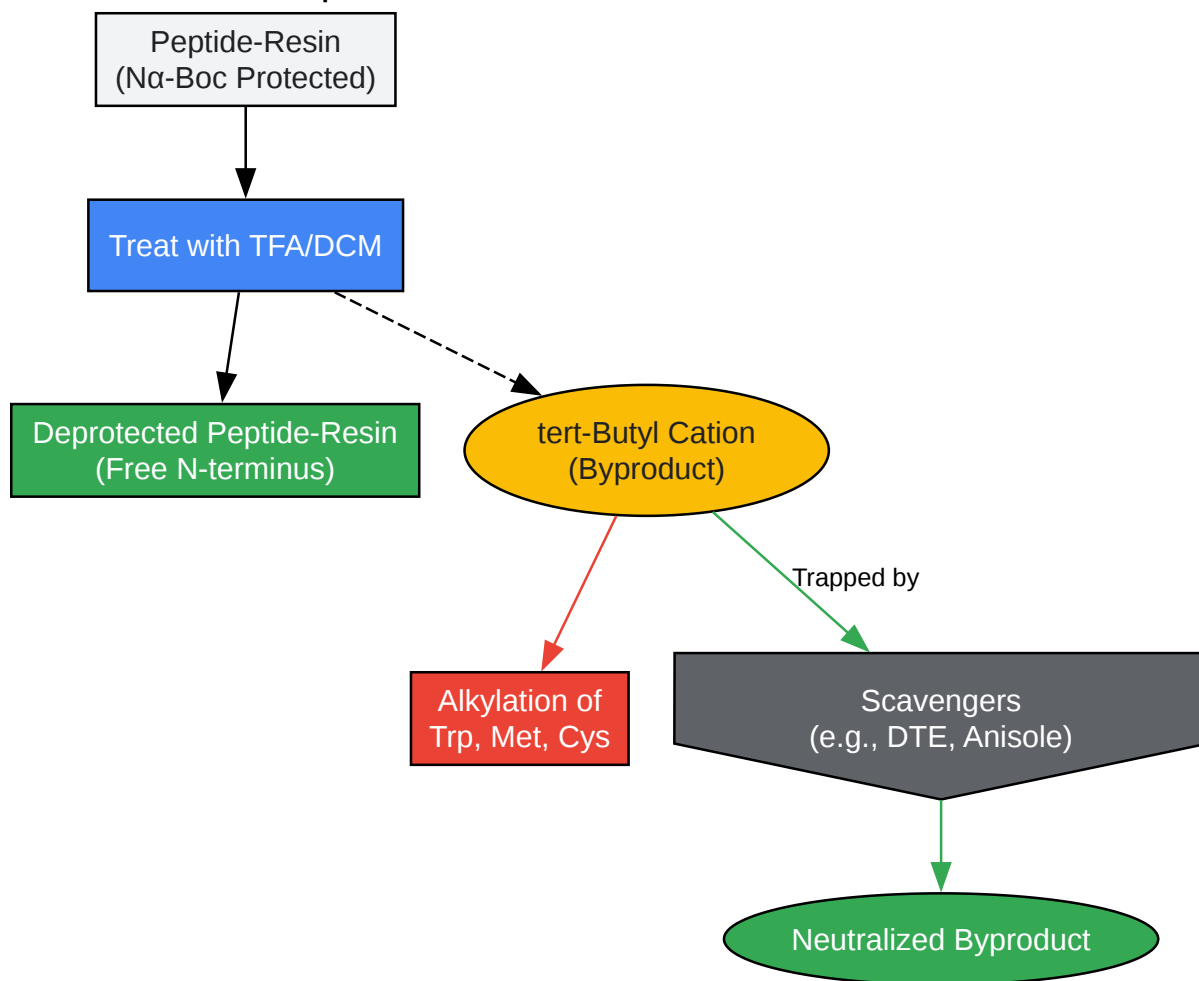 Peptide-Resin
(Nα-Boc Protected)
Treat with TFA/DCM
Deprotected Peptide-Resin
(Free N-terminus)
tert-Butyl Cation
(Byproduct)
Trapped by
Alkylation of
Trp, Met, Cys
Scavengers
(e.g., DTE, Anisole)
Neutralized Byproduct